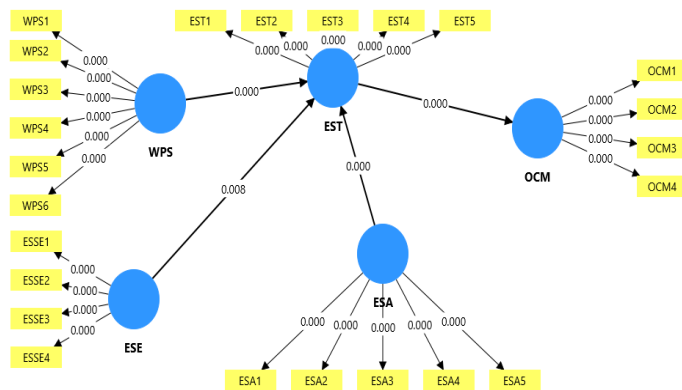 WPS1
WPS2
WPS3
WPS4
WPS5
WPS6
0.000
0.000
0.000
0.000
0.000
0.000
WPS
EST1
EST2
EST3
EST4
EST5
0.000
0.000
0.000
0.000
0.000
EST
0.000
0.008
0.000
0.000
OCM1
OCM2
OCM3
OCM4
0.000
0.000
0.000
0.000
OCM
ESSE1
ESSE2
ESSE3
ESSE4
0.000
0.000
0.000
0.000
ESE
ESA
0.000
0.000
0.000
0.000
0.000
ESA1
ESA2
ESA3
ESA4
ESA5